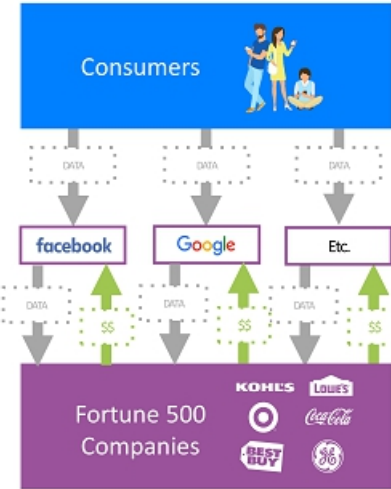 Consumers
DATA
DATA
DATA
facebook
Google
Etc.
DATA
$$
DATA
$$
DATA
$$
Fortune 500
Companies
KOHL'S
LOWE'S
Coca-Cola
BEST
BUY
GE